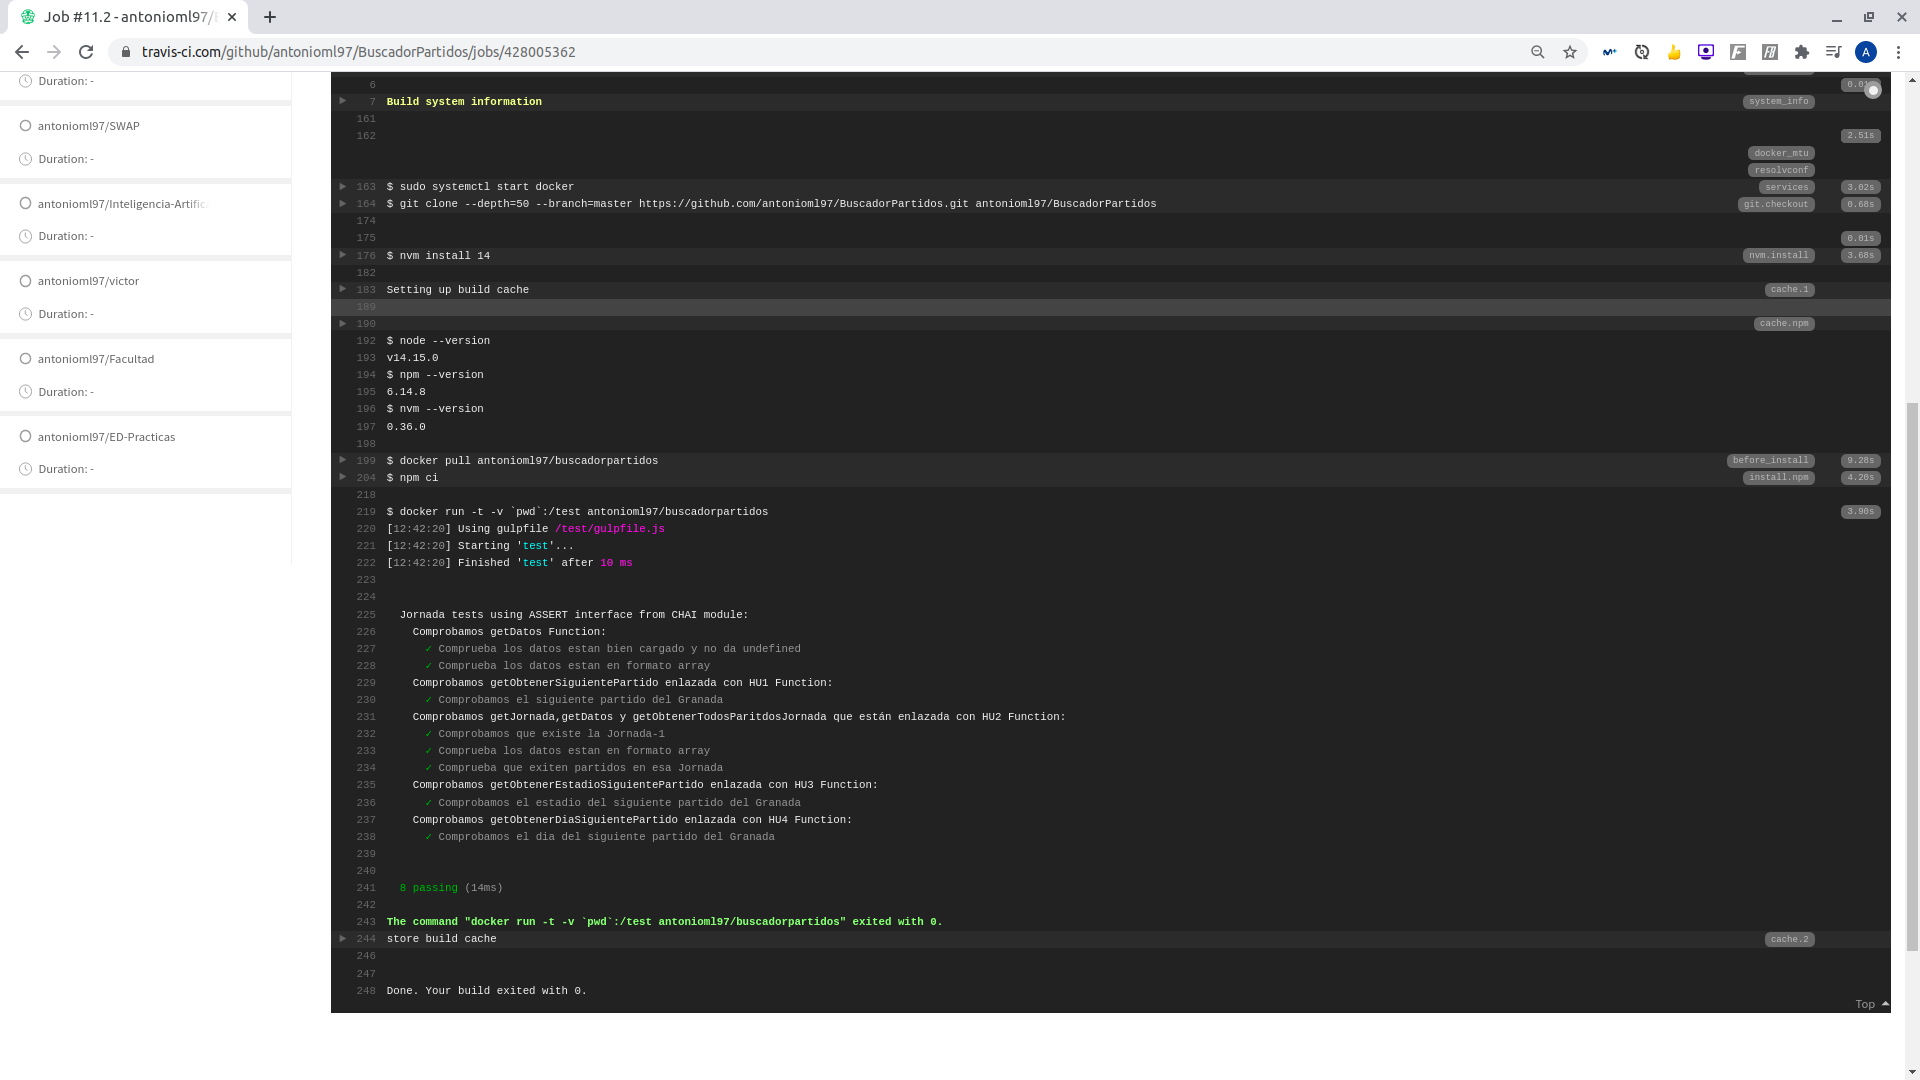 Job #11.2 - antonioml97/
travis-ci.com/github/antonioml97/BuscadorPartidos/jobs/428005362
A
Duration: -
antonioml97/SWAP
Duration: -
antonioml97/Inteligencia-Artific
Duration: -
antonioml97/victor
Duration: -
antonioml97/Facultad
Duration: -
antonioml97/ED-Practicas
Duration: -
6
7 Build system information system_info
161
162 2.51s
docker_mtu
resolvconf
163 $ sudo systemctl start docker services 3.02s
164 $ git clone --depth=50 --branch=master https://github.com/antonioml97/BuscadorPartidos.git antonioml97/BuscadorPartidos git.checkout 0.68s
174
175 0.01s
176 $ nvm install 14 nvm.install 3.68s
182
183 Setting up build cache cache.1
189
190 cache.npm
192 $ node --version
193 v14.15.0
194 $ npm --version
195 6.14.8
196 $ nvm --version
197 0.36.0
198
199 $ docker pull antonioml97/buscadorpartidos before_install 9.28s
204 $ npm ci install.npm 4.20s
218
219 $ docker run -t -v `pwd`:/test antonioml97/buscadorpartidos 3.90s
220 [12:42:20] Using gulpfile /test/gulpfile.js
221 [12:42:20] Starting 'test'...
222 [12:42:20] Finished 'test' after 10 ms
223
224
225 Jornada tests using ASSERT interface from CHAI module:
226 Comprobamos getDatos Function:
227 ✓ Comprueba los datos estan bien cargado y no da undefined
228 ✓ Comprueba los datos estan en formato array
229 Comprobamos getObtenerSiguientePartido enlazada con HU1 Function:
230 ✓ Comprobamos el siguiente partido del Granada
231 Comprobamos getJornada,getDatos y getObtenerTodosParitdosJornada que están enlazada con HU2 Function:
232 ✓ Comprobamos que existe la Jornada-1
233 ✓ Comprueba los datos estan en formato array
234 ✓ Comprueba que exiten partidos en esa Jornada
235 Comprobamos getObtenerEstadioSiguientePartido enlazada con HU3 Function:
236 ✓ Comprobamos el estadio del siguiente partido del Granada
237 Comprobamos getObtenerDiaSiguientePartido enlazada con HU4 Function:
238 ✓ Comprobamos el dia del siguiente partido del Granada
239
240
241 8 passing (14ms)
242
243 The command "docker run -t -v `pwd`:/test antonioml97/buscadorpartidos" exited with 0.
244 store build cache cache.2
246
247
248 Done. Your build exited with 0.
Top